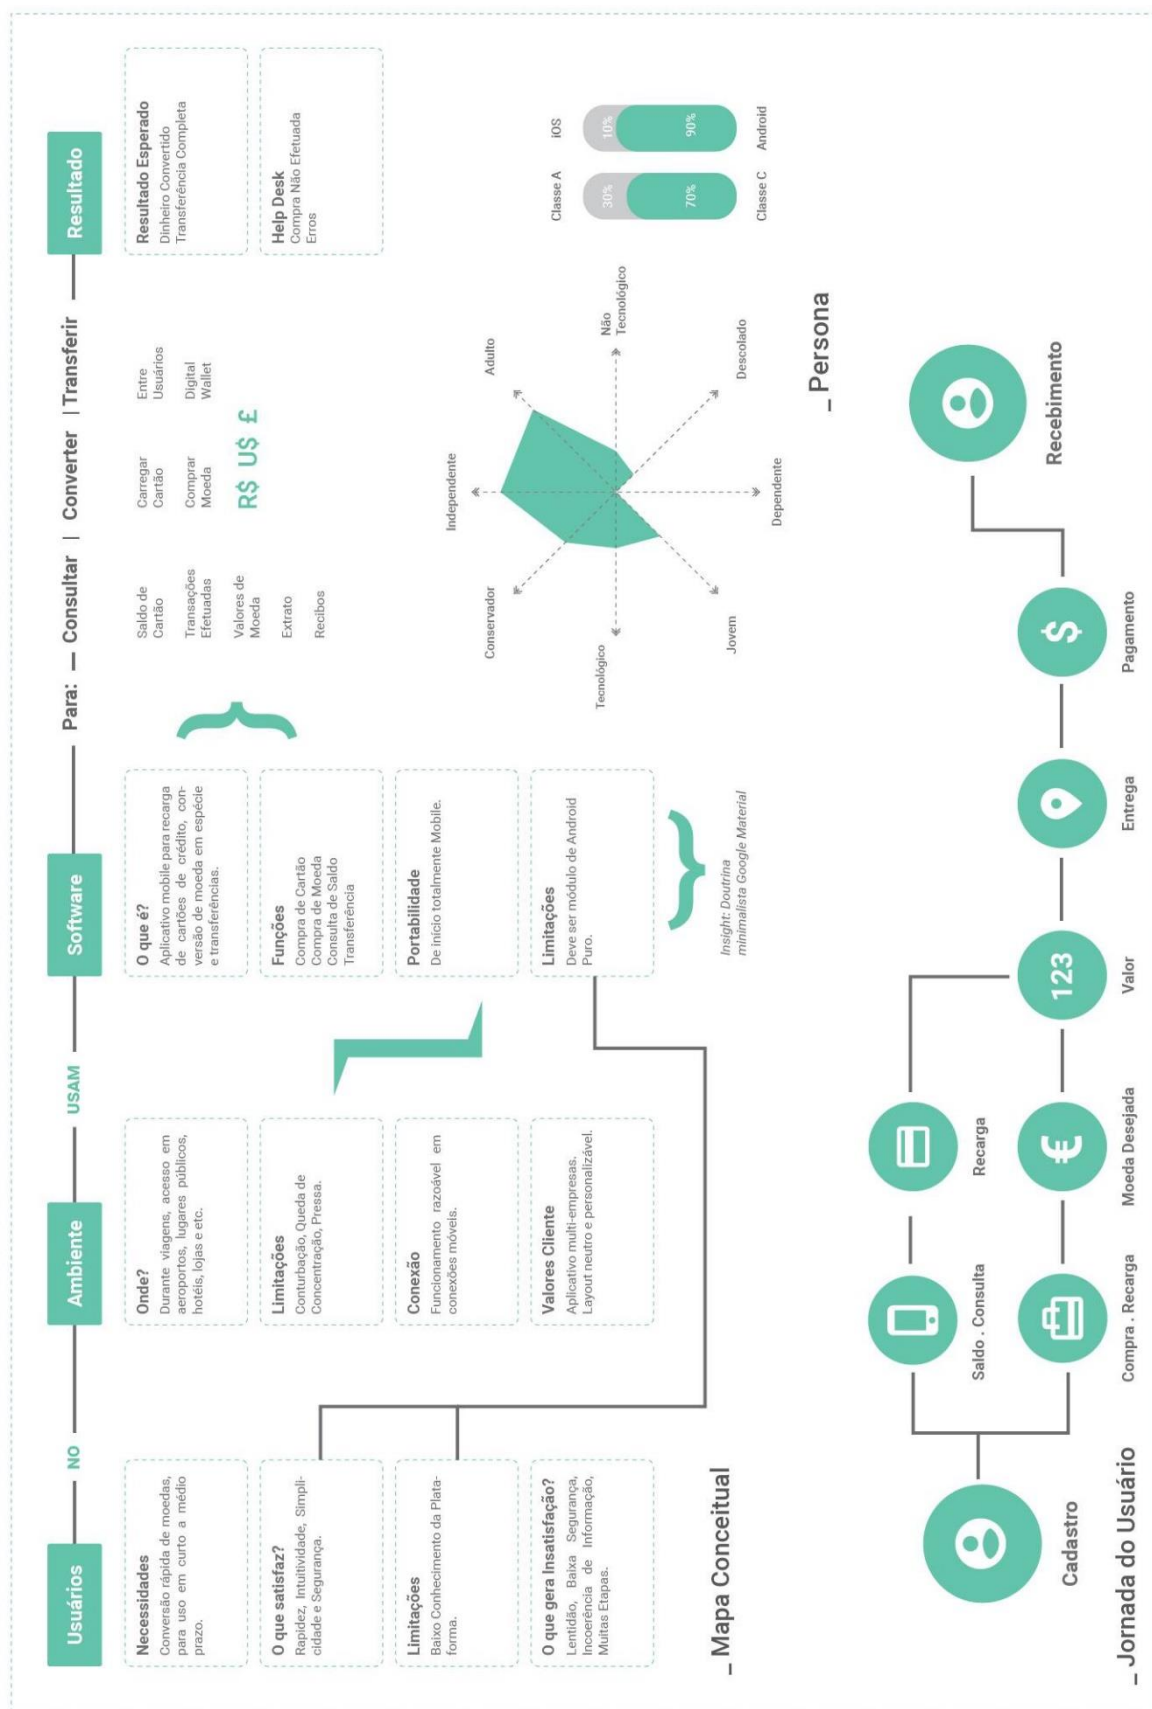 Usuários
NO
Ambiente
USAM
Software
Para:
Consultar | Converter | Transferir
Resultado
Necessidades
Conversão rápida de moedas,
para uso em curto a médio
prazo.
O que satisfaz?
Rapidez, Intuitividade, Simpli-
cidade e Segurança.
Limitações
Baixo Conhecimento da Plata-
forma.
O que gera Insatisfação?
Lentidão, Baixa Segurança,
Incoerência de Informação,
Muitas Etapas.
Onde?
Durante viagens, acesso em
aeroportos, lugares públicos,
hotéis, lojas e etc.
Limitações
Conturbação, Queda de
Concentração, Pressa.
Conexão
Funcionamento razoável em
conexões móveis.
Valores Cliente
Aplicativo multi-empresas.
Layout neutro e personalizável.
O que é?
Aplicativo mobile para recarga
de cartões de crédito, con-
versão de moeda em espécie
e transferências.
Funções
Compra de Cartão
Compra de Moeda
Consulta de Saldo
Transferência
Portabilidade
De início totalmente Mobile.
Limitações
Deve ser módulo de Android
Puro.
Insight: Doutrina
minimalista Google Material
Saldo de
Cartão
Transações
Efetuadas
Valores de
Moeda
Extrato
Recibos
Carregar
Cartão
Comprar
Moeda
R$ U$ £
Entre
Usuários
Digital
Wallet
Resultado Esperado
Dinheiro Convertido
Transferência Completa
Help Desk
Compra Não Efetuada
Erros
_ Mapa Conceitual
Independente
Adulto
Não
Tecnológico
Descolado
Dependente
Jovem
Tecnológico
Conservador
Classe A
30%
70%
Classe C
iOS
10%
90%
Android
_ Persona
Cadastro
Saldo . Consulta
Recarga
Compra . Recarga
€
Moeda Desejada
123
Valor
Entrega
$
Pagamento
Recebimento
_ Jornada do Usuário